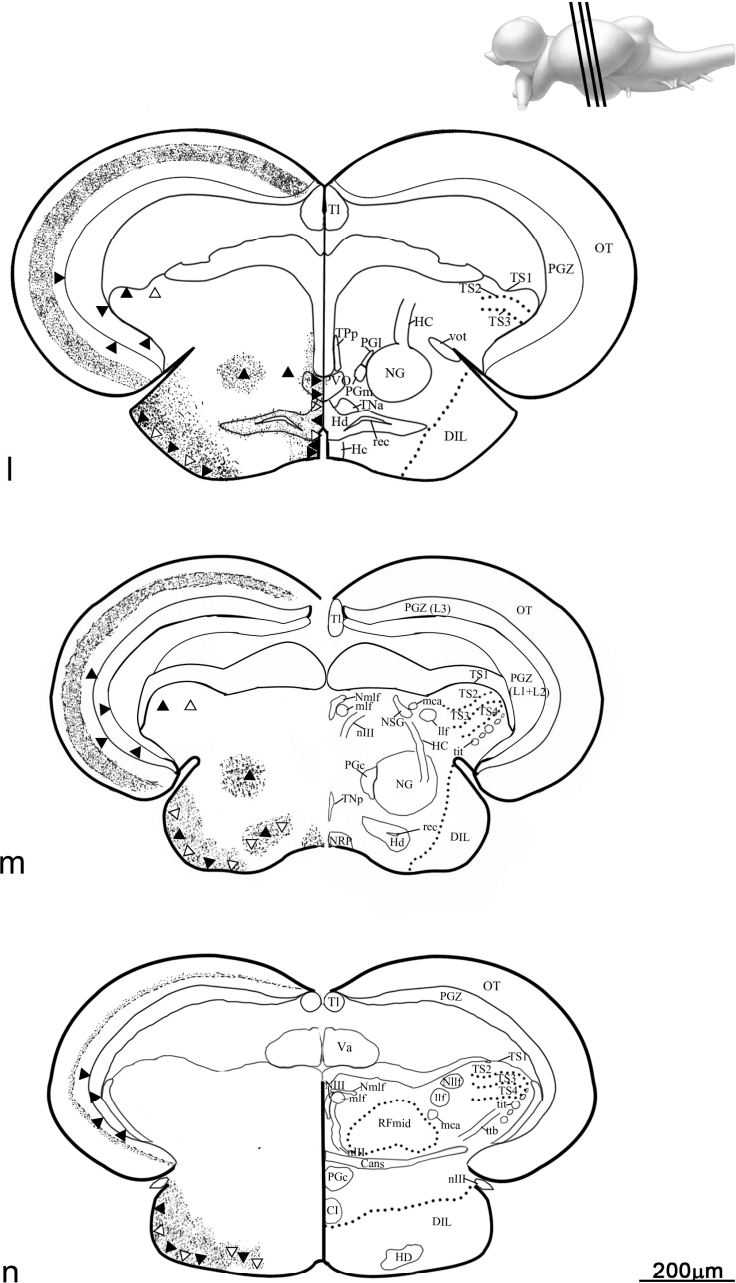 Tl
OT
PGZ
TS1
TS2
TS3
HC
vot
TPp
PGl
PVO
NG
PGm
TNa
Hd
rec
DIL
Hc
l
PGZ (L3)
OT
Tl
TS1
PGZ
(L1+L2)
TS2
Nmlf
mlf
mca
TS3
TS4
NSG
nIII
llf
HC
tit
PGc
NG
TNp
rec
DIL
NRP
Hd
m
OT
PGZ
Tl
Va
TS1
TS2
TS3
TS4
Nllf
NIII
Nmlf
mlf
llf
tit
RFmid
mca
ttb
nIII
Cans
PGc
nIII
CI
DIL
HD
n
200μm